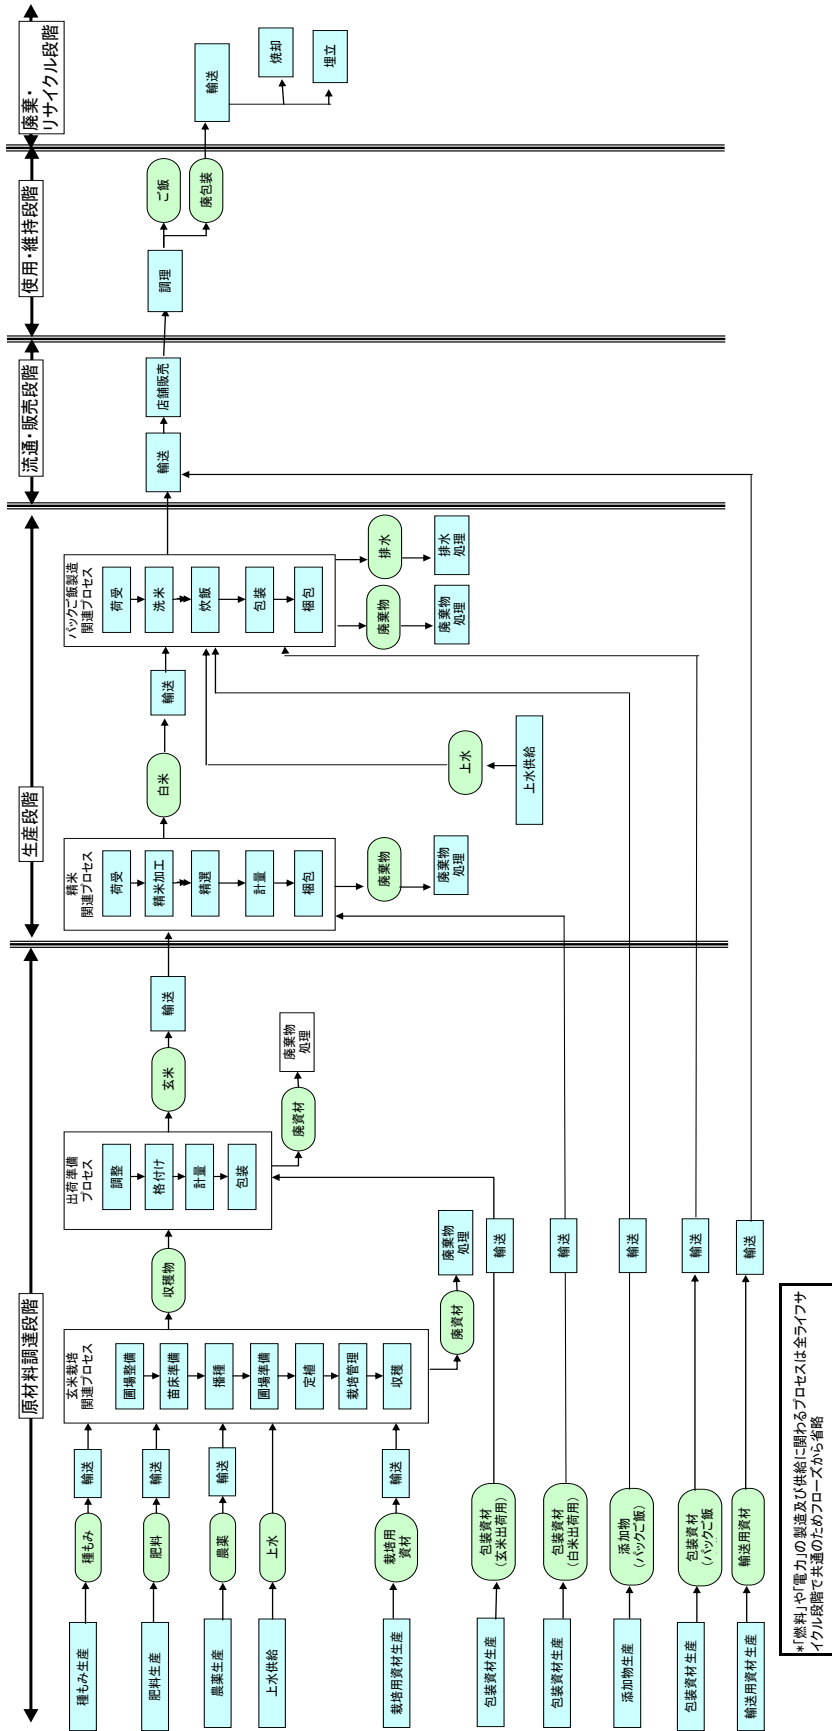 原材料調達段階
生産段階
流通・販売段階
使用・維持段階
廃棄・
リサイクル段階
種もみ生産
種もみ
輸送
肥料生産
肥料
輸送
農薬生産
農薬
輸送
上水供給
上水
栽培用資材生産
栽培用
資材
輸送
玄米栽培
関連プロセス
圃場整備
苗床準備
播種
圃場準備
定植
栽培管理
収穫
廃資材
廃棄物
処理
収穫物
出荷準備
プロセス
調整
格付け
計量
包装
廃資材
廃棄物
処理
玄米
輸送
包装資材生産
包装資材
(玄米出荷用)
輸送
包装資材生産
包装資材
(白米出荷用)
輸送
添加物生産
添加物
(パックご飯)
輸送
包装資材生産
包装資材
(パックご飯
輸送
輸送用資材生産
輸送用資材
輸送
精米
関連プロセス
荷受
精米加工
精選
計量
梱包
廃棄物
廃棄物
処理
白米
輸送
上水供給
上水
パックご飯製造
関連プロセス
荷受
洗米
炊飯
包装
梱包
廃棄物
廃棄物
処理
排水
排水
処理
輸送
店舗販売
調理
ご飯
廃包装
輸送
焼却
埋立
*「燃料」や「電力」の製造及び供給に関わるプロセスは全ライフサ
イクル段階で共通のためフローズから省略